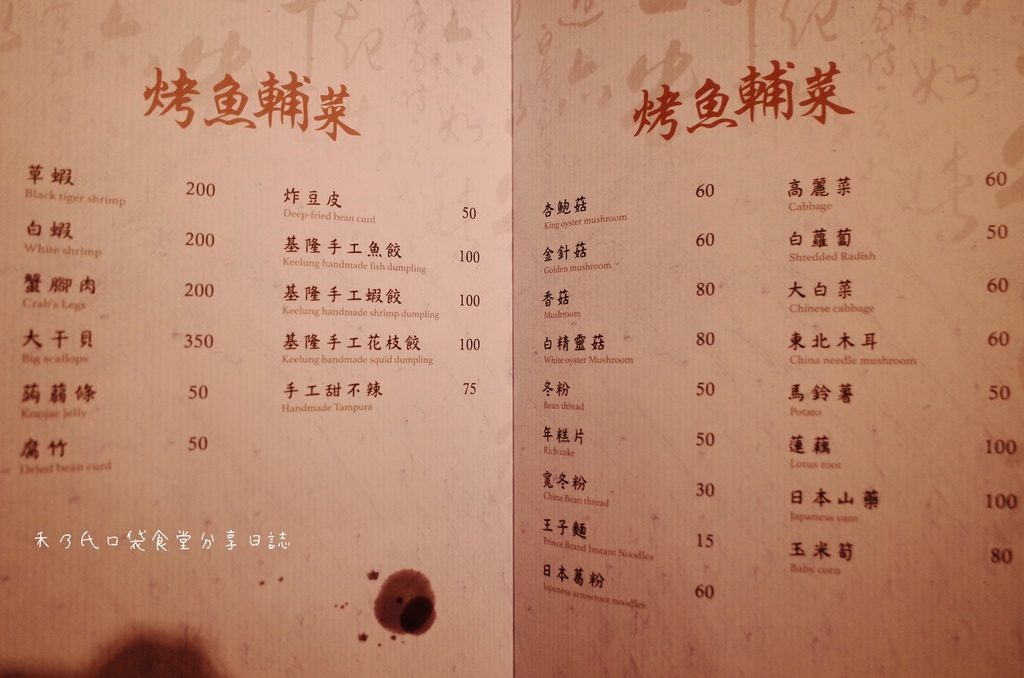 烤魚輔菜
草蝦 200
Black tiger shrimp
白蝦 200
White shrimp
蟹腳肉 200
Crab's Legs
大干貝 350
Big scallops
蒟蒻條 50
Konjac jelly
腐竹 50
Dried bean curd
炸豆皮 50
Deep-fried bean curd
基隆手工魚餃 100
Keelung handmade fish dumpling
基隆手工蝦餃 100
Keelung handmade shrimp dumpling
基隆手工花枝餃 100
Keelung handmade squid dumpling
手工甜不辣 75
Handmade Tampura
禾乃氏口袋食堂分享日誌
烤魚輔菜
杏鮑菇 60
King oyster mushroom
金針菇 60
Golden mushroom
香菇 80
Mushroom
白精靈菇 80
White oyster Mushroom
冬粉 50
Bean thread
年糕片 50
Rich cake
寬冬粉 30
China Bean thread
王子麵 15
Prince Brand Instant Noodles
日本葛粉 60
Japaness arrowroot noodles
高麗菜 60
Cabbage
白蘿蔔 50
Shredded Radish
大白菜 60
Chinese cabbage
東北木耳 60
China needle mushroom
馬鈴薯 50
Potato
蓮藕 100
Lotus root
日本山藥 100
Japaness yam
玉米筍 80
Baby corn